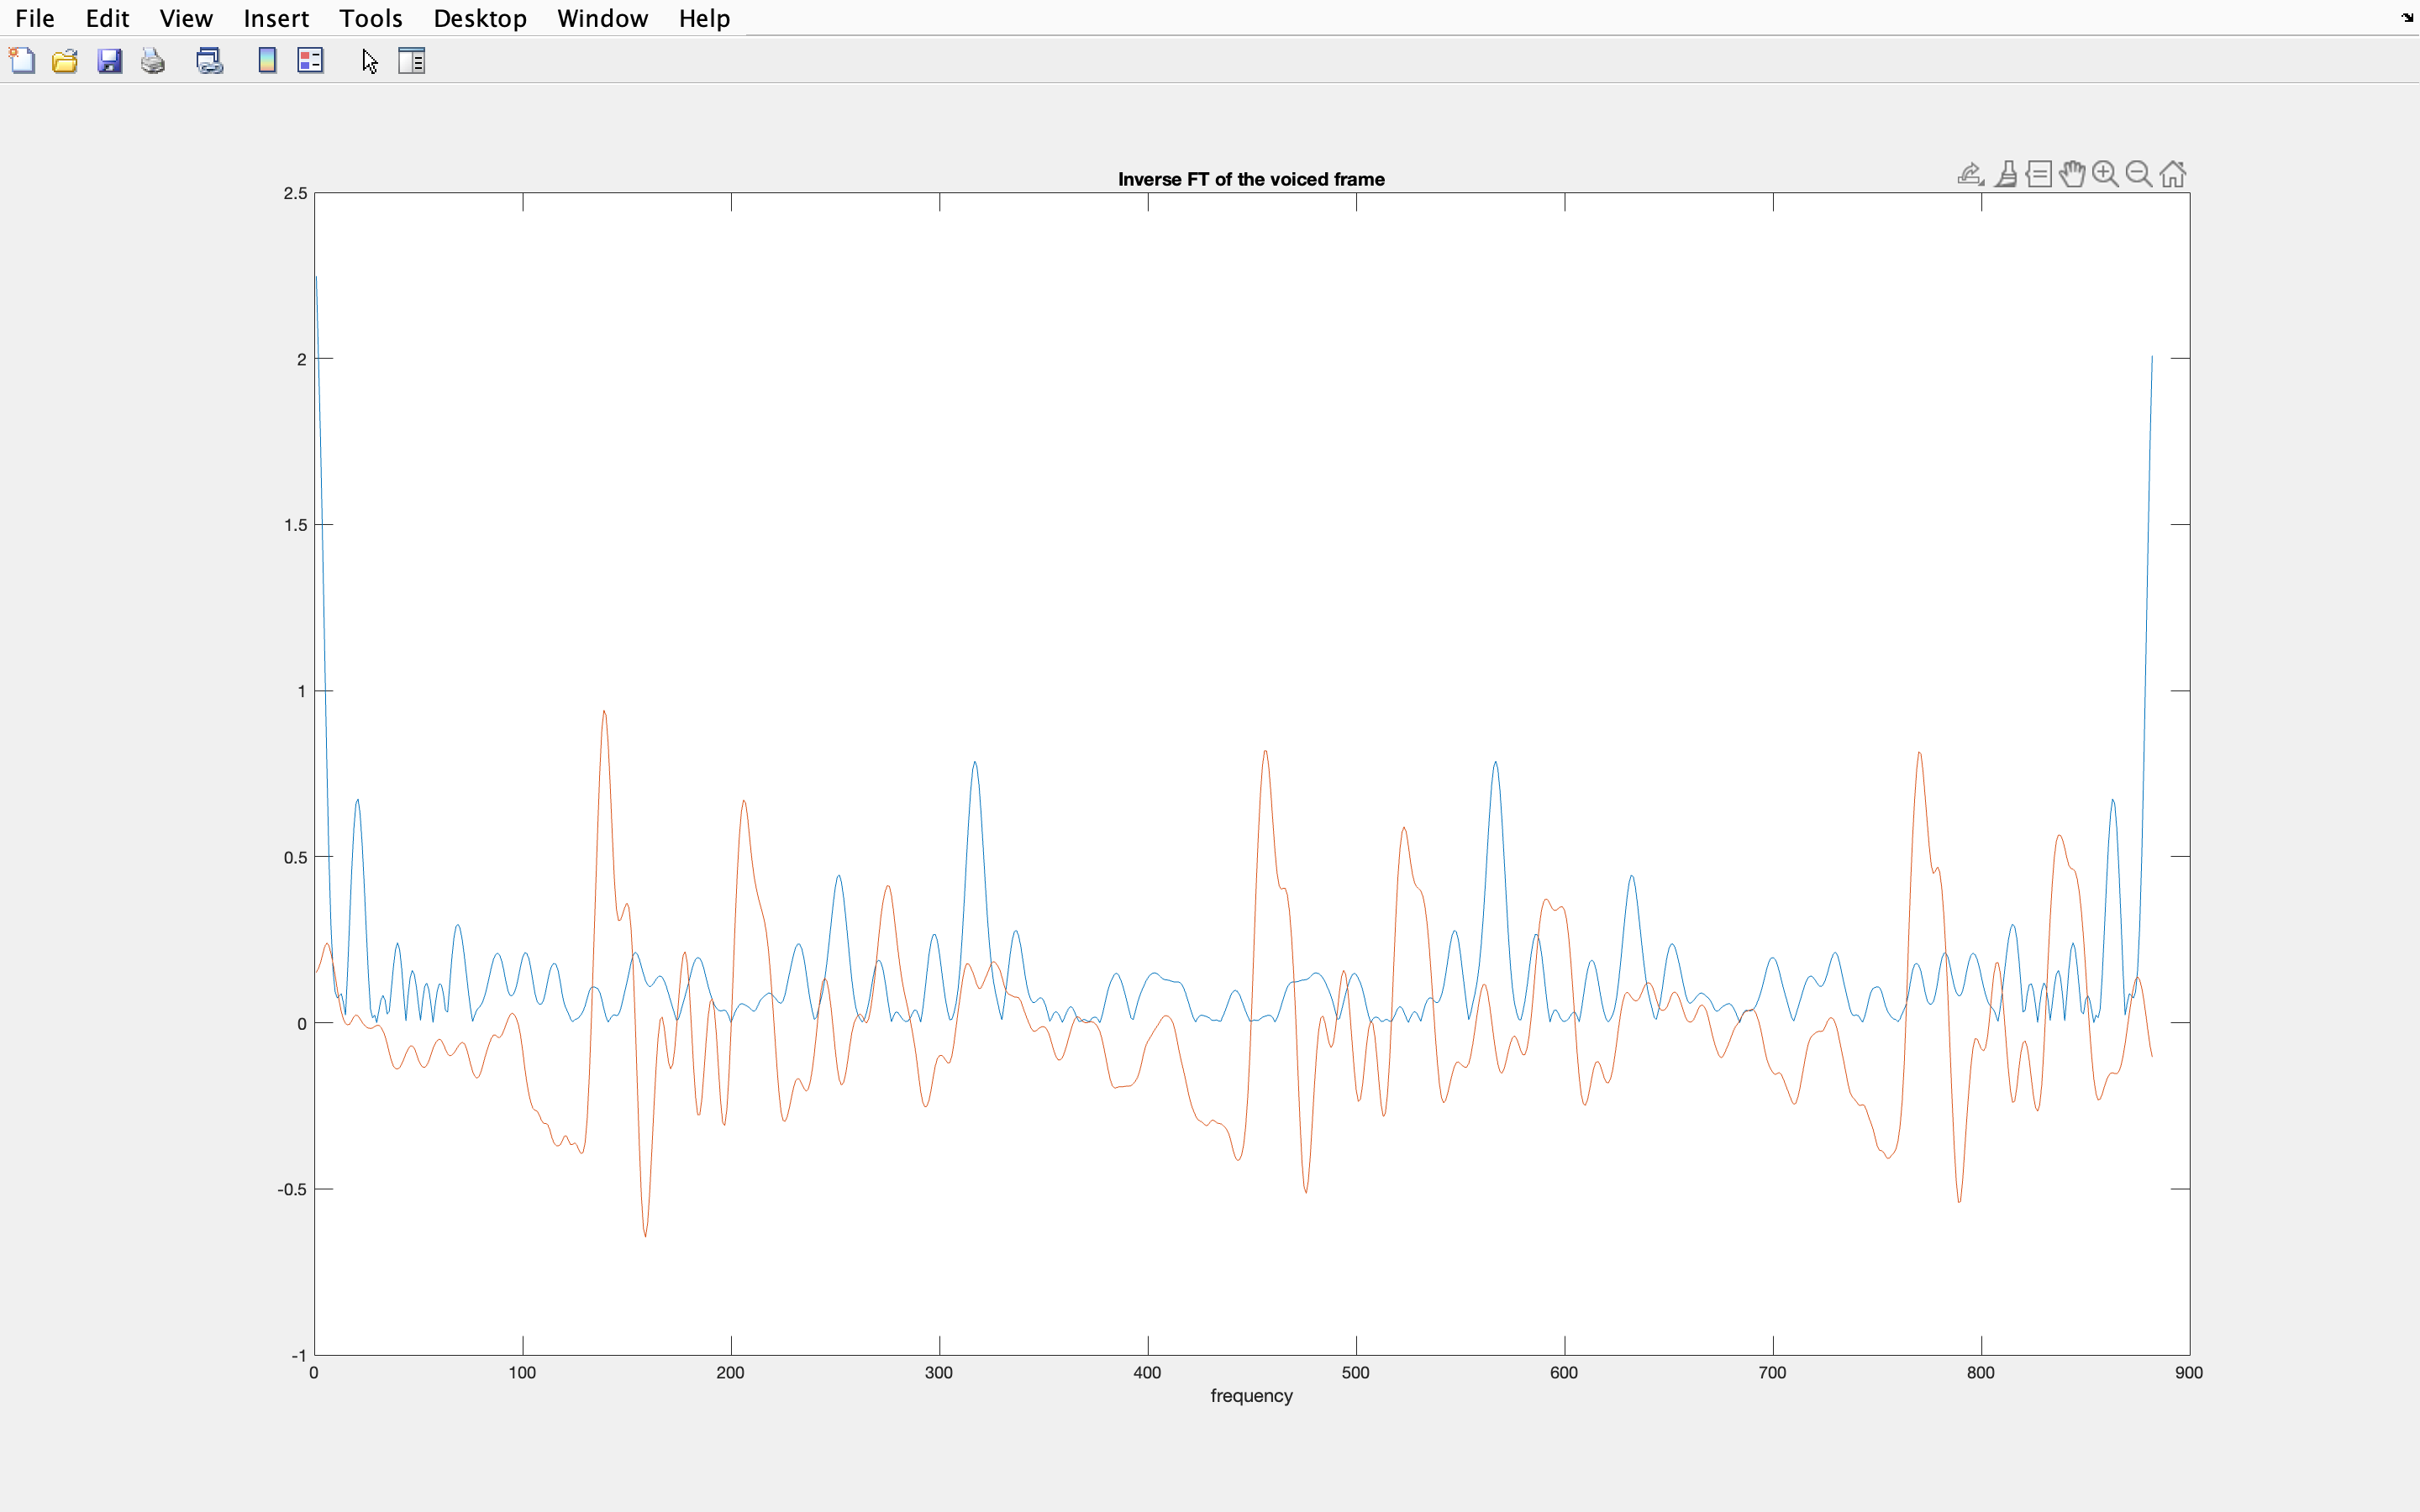 File Edit View Insert Tools Desktop Window Help
Inverse FT of the voiced frame
2.5
2
1.5
1
0.5
0
-0.5
-1
0 100 200 300 400 500 600 700 800 900
frequency